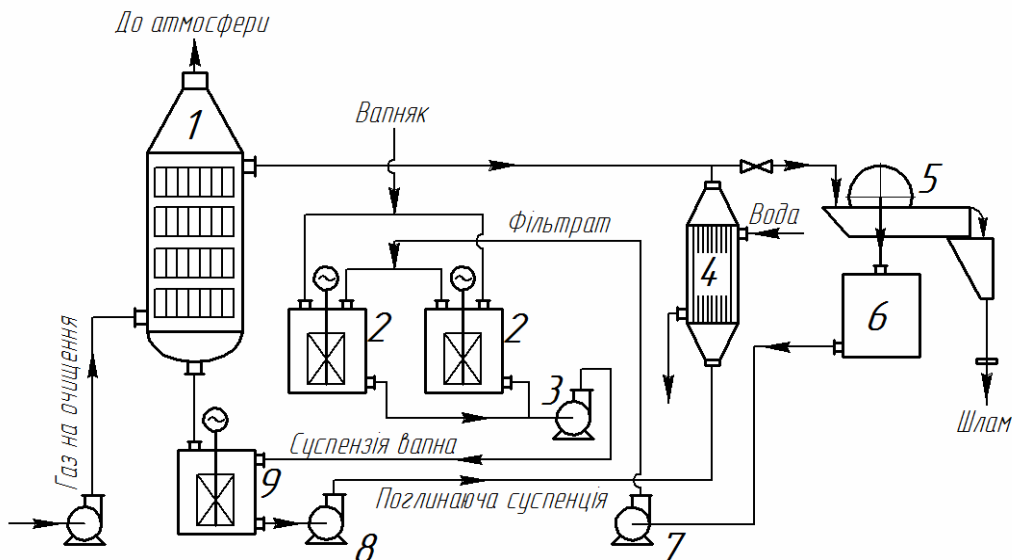 До атмосфери
1
Вапняк
5
Фільтрат
Вода
4
2
2
6
3
Газ на очищення
Шлам
Суспензія вапна
9
Поглинаюча суспенція
8
7